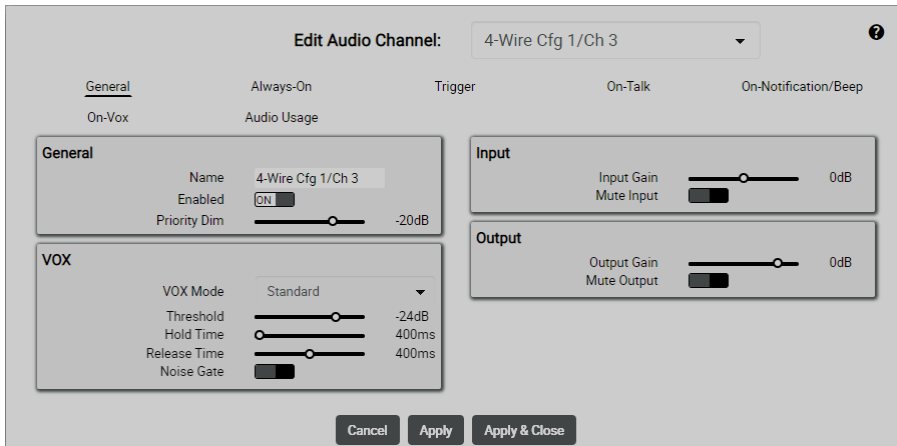 Edit Audio Channel: 4-Wire Cfg 1/Ch 3 ?
General Always-On Trigger On-Talk On-Notification/Beep
On-Vox Audio Usage
General
Name 4-Wire Cfg 1/Ch 3
Enabled ON
Priority Dim -20dB
VOX
VOX Mode Standard
Threshold -24dB
Hold Time 400ms
Release Time 400ms
Noise Gate
Input
Input Gain 0dB
Mute Input
Output
Output Gain 0dB
Mute Output
Cancel Apply Apply & Close